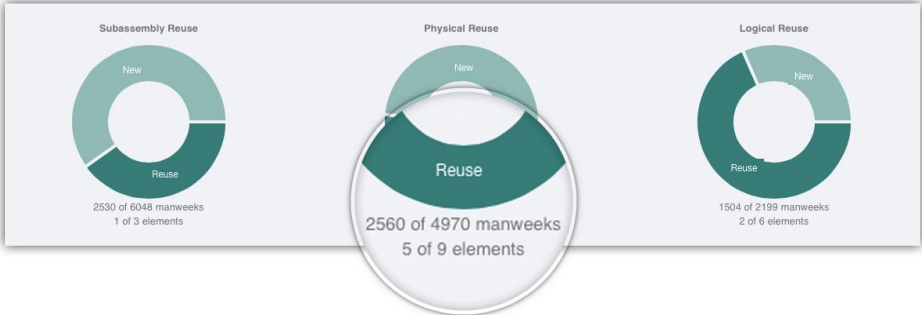 Subassembly Reuse
New
Reuse
2530 of 6048 manweeks
1 of 3 elements
Physical Reuse
New
Reuse
2560 of 4970 manweeks
5 of 9 elements
Logical Reuse
New
Reuse
1504 of 2199 manweeks
2 of 6 elements